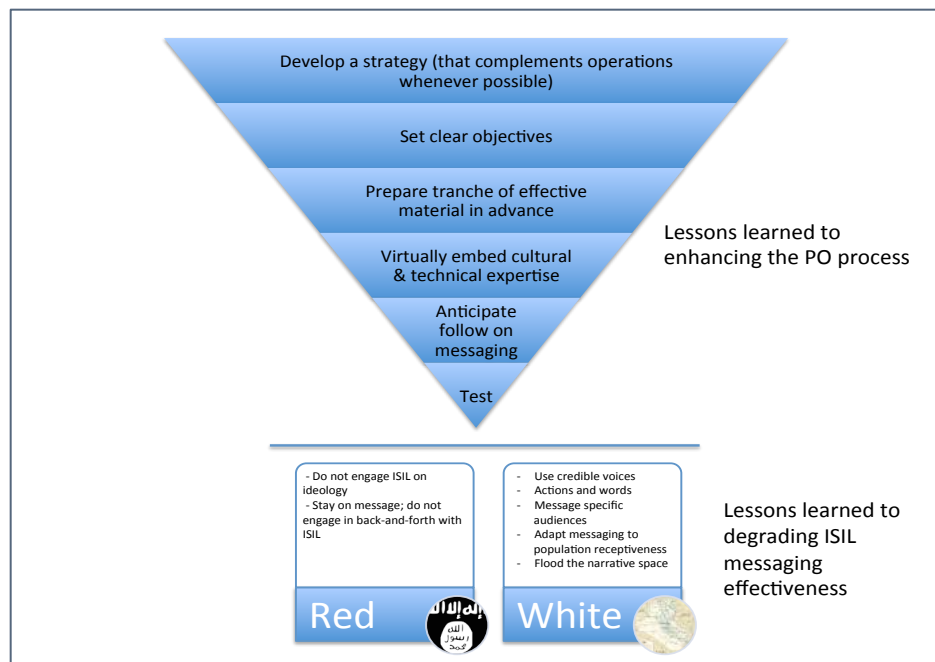 Develop a strategy (that complements operations
whenever possible)
Set clear objectives
Prepare tranche of effective
material in advance
Virtually embed cultural
& technical expertise
Anticipate
follow on
messaging
Test
Lessons learned to
enhancing the PO process
- Do not engage ISIL on
ideology
- Stay on message; do not
engage in back-and-forth with
ISIL
Red
الله
رسول
محمد
- Use credible voices
- Actions and words
- Message specific
audiences
- Adapt messaging to
population receptiveness
- Flood the narrative space
White
Lessons learned to
degrading ISIL
messaging
effectiveness